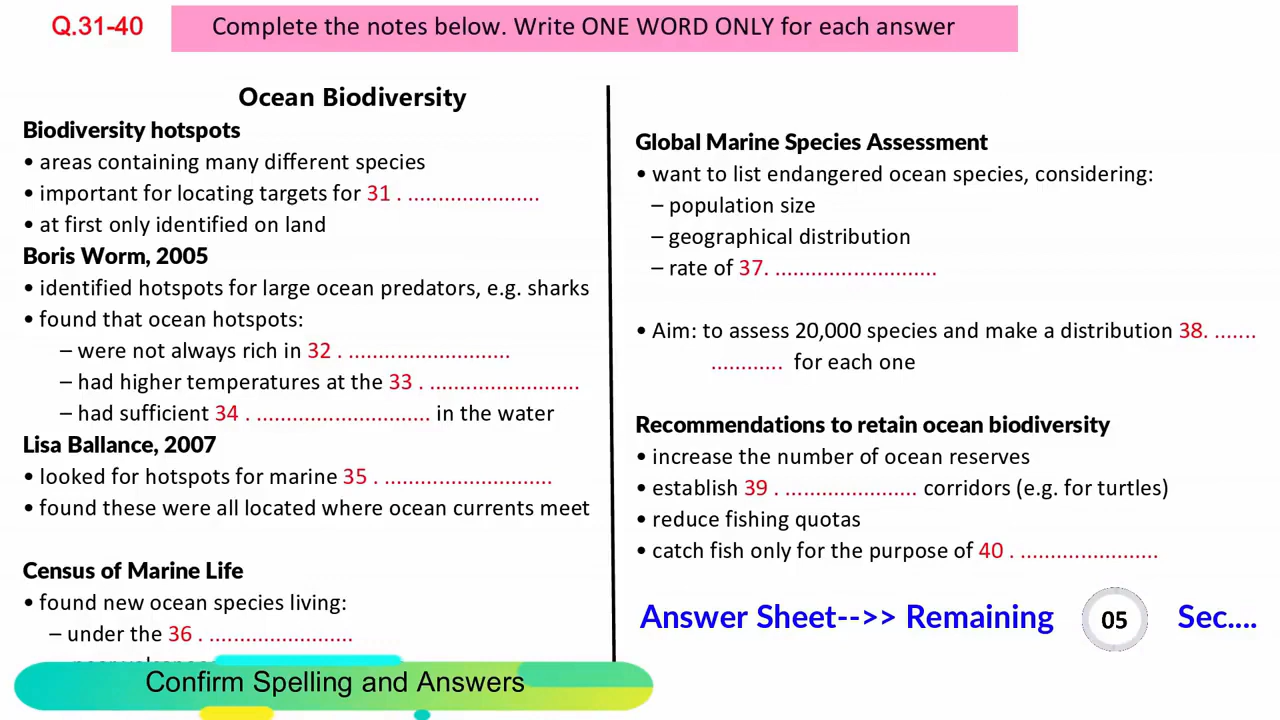 Q.31-40
Complete the notes below. Write ONE WORD ONLY for each answer
Ocean Biodiversity
Biodiversity hotspots
• areas containing many different species
• important for locating targets for 31 . ......................
• at first only identified on land
Boris Worm, 2005
• identified hotspots for large ocean predators, e.g. sharks
• found that ocean hotspots:
– were not always rich in 32 . ...........................
– had higher temperatures at the 33 . .........................
– had sufficient 34 . ............................. in the water
Lisa Ballance, 2007
• looked for hotspots for marine 35 . ............................
• found these were all located where ocean currents meet
Census of Marine Life
• found new ocean species living:
– under the 36 . ........................
Global Marine Species Assessment
• want to list endangered ocean species, considering:
– population size
– geographical distribution
– rate of 37. ...........................
• Aim: to assess 20,000 species and make a distribution 38. .......
............ for each one
Recommendations to retain ocean biodiversity
• increase the number of ocean reserves
• establish 39 . ...................... corridors (e.g. for turtles)
• reduce fishing quotas
• catch fish only for the purpose of 40 . .......................
Answer Sheet-->> Remaining 05 Sec....
Confirm Spelling and Answers